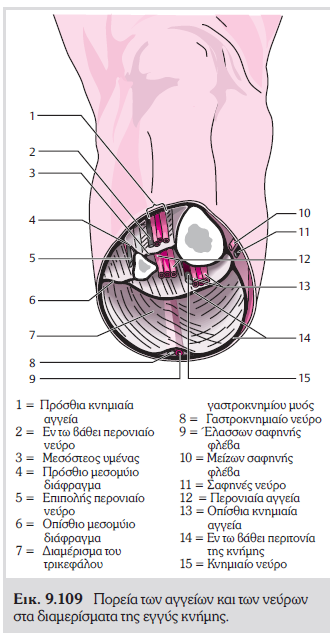 1
2
3
4
5
6
7
8
9
10
11
12
13
14
15
1 = Πρόσθια κνημιαία
αγγεία
2 = Εν τω βάθει περονιαίο
νεύρο
3 = Μεσόστεος υμένας
4 = Πρόσθιο μεσομύιο
διάφραγμα
5 = Επιπολής περονιαίο
νεύρο
6 = Οπίσθιο μεσομύιο
διάφραγμα
7 = Διαμέρισμα του
τρικεφάλου
γαστροκνημίου μυός
8 = Γαστροκνημιαίο νεύρο
9 = Έλασσων σαφηνής
φλέβα
10 = Μείζων σαφηνής
φλέβα
11 = Σαφηνές νεύρο
12 = Περονιαία αγγεία
13 = Οπίσθια κνημιαία
αγγεία
14 = Εν τω βάθει περιτονία
της κνήμης
15 = Κνημιαίο νεύρο
Εικ. 9.109 Πορεία των αγγείων και των νεύρων
στα διαμερίσματα της εγγύς κνήμης.